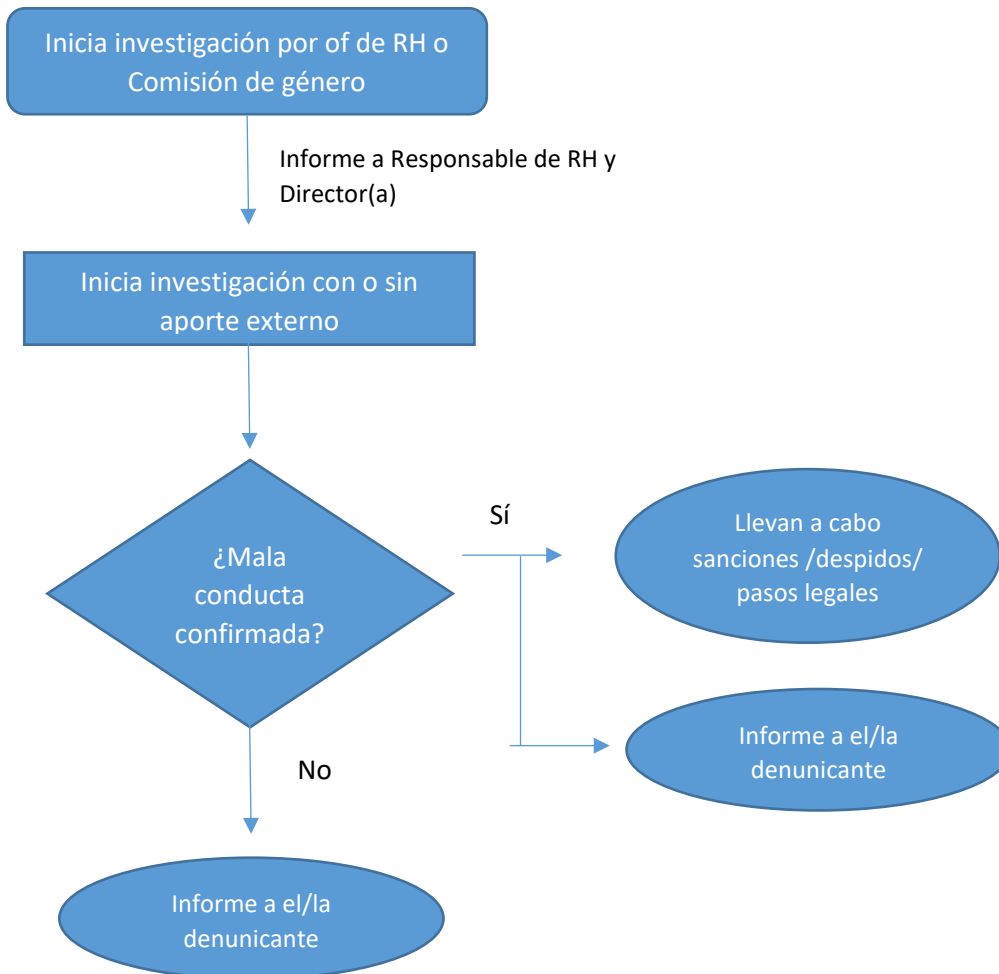 Inicia investigación por of de RH o
Comisión de género
Informe a Responsable de RH y
Director(a)
Inicia investigación con o sin
aporte externo
¿Mala
conducta
confirmada?
Sí
Llevan a cabo
sanciones /despidos/
pasos legales
Informe a el/la
denunicante
No
Informe a el/la
denunicante